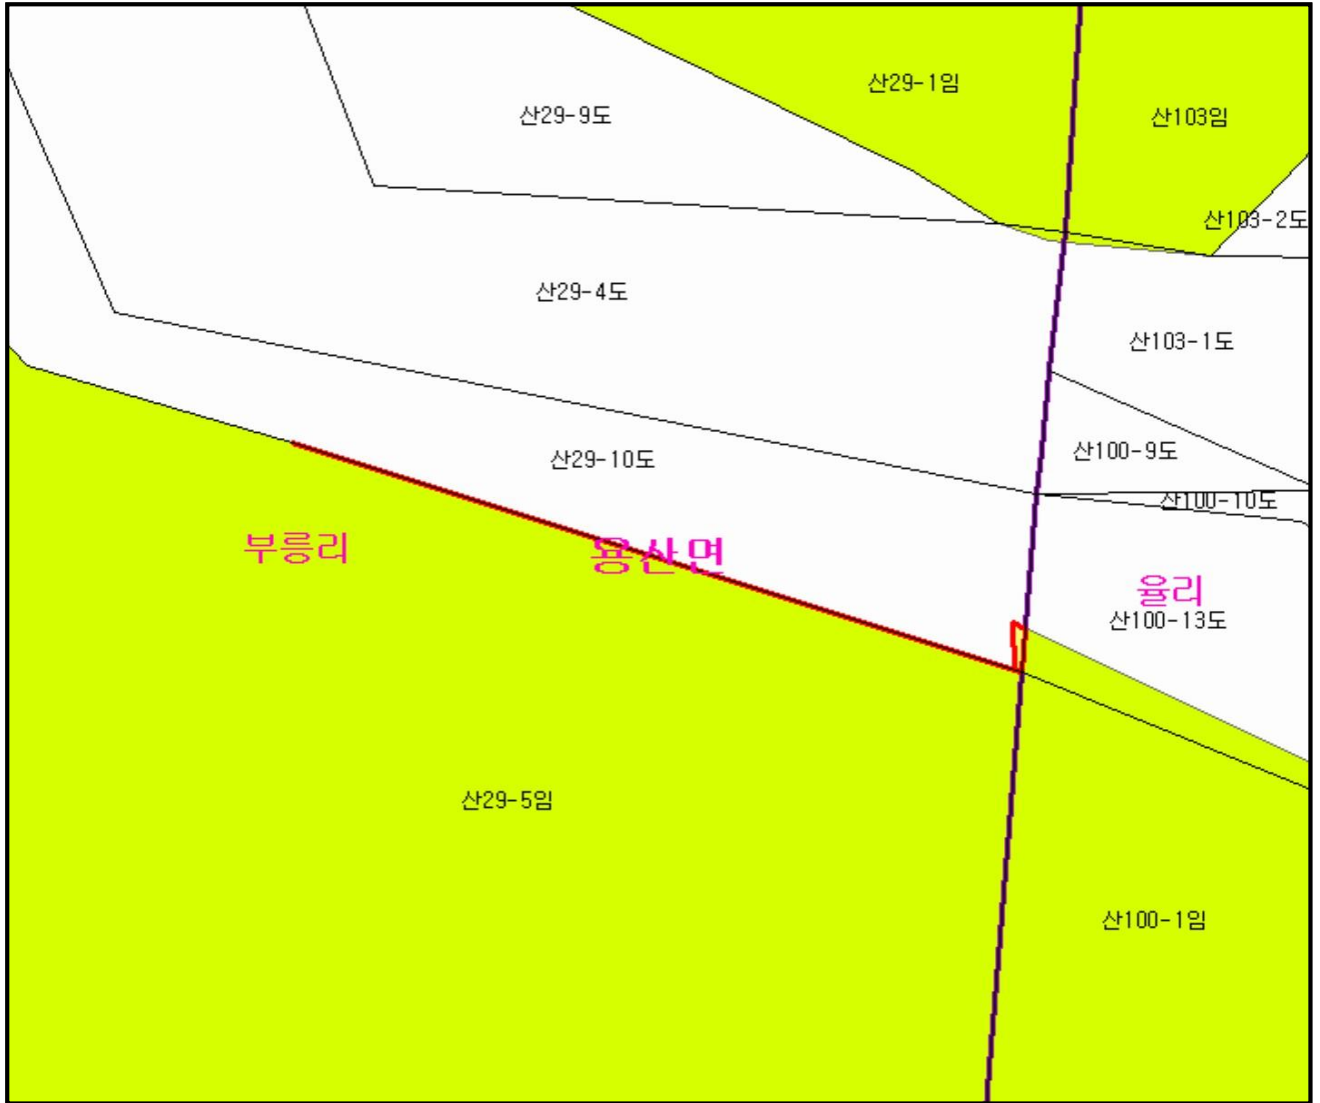 산29-1임
산29-9도
산103임
산103-2도
산29-4도
산103-1도
산100-9도
산29-10도
산100-10도
부릉리
용산면
율리
산100-13도
산29-5임
산100-1임